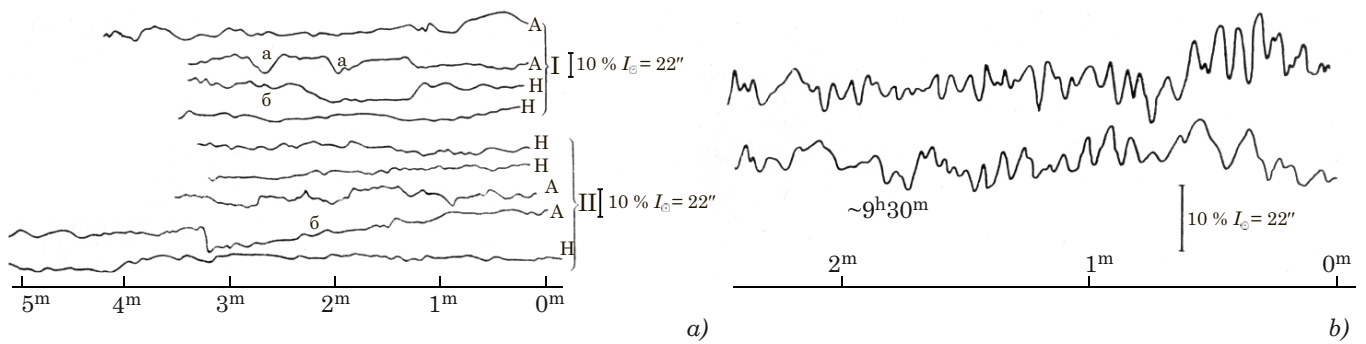 A
а
а
A
I
10 % I☉ = 22″
Н
б
Н
Н
Н
A
II
10 % I☉ = 22″
A
б
Н
5ᵐ 4ᵐ 3ᵐ 2ᵐ 1ᵐ 0ᵐ
a)
~9ʰ30ᵐ
10 % I☉ = 22″
2ᵐ 1ᵐ 0ᵐ
b)